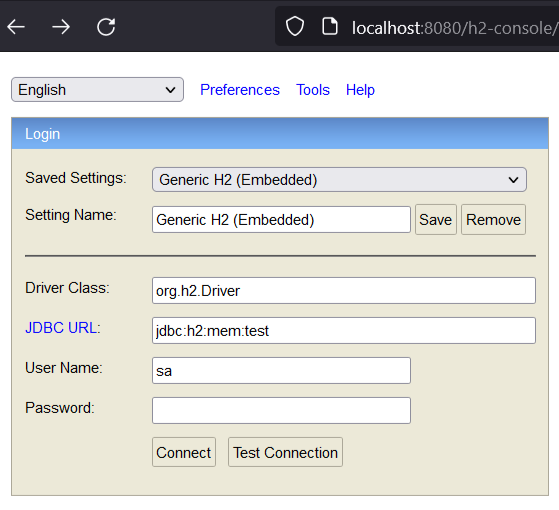 localhost:8080/h2-console/
English Preferences Tools Help
Login
Saved Settings: Generic H2 (Embedded)
Setting Name: Generic H2 (Embedded) Save Remove
Driver Class: org.h2.Driver
JDBC URL: jdbc:h2:mem:test
User Name: sa
Password:
Connect Test Connection